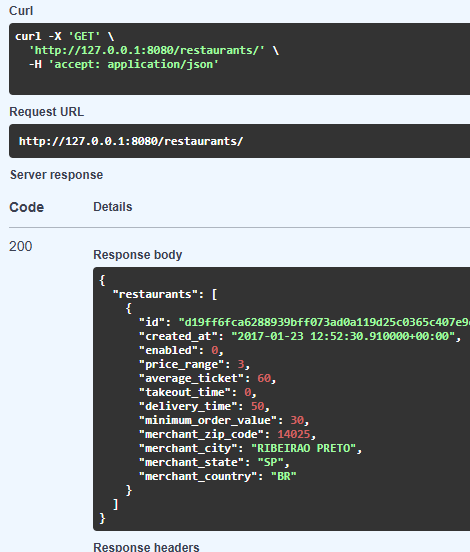 Curl
curl -X 'GET' \
'http://127.0.0.1:8080/restaurants/' \
-H 'accept: application/json'
Request URL
http://127.0.0.1:8080/restaurants/
Server response
Code Details
200
Response body
{
"restaurants": [
{
"id": "d19ff6fca6288939bff073ad0a119d25c0365c407e9
"created_at": "2017-01-23 12:52:30.910000+00:00",
"enabled": 0,
"price_range": 3,
"average_ticket": 60,
"takeout_time": 0,
"delivery_time": 50,
"minimum_order_value": 30,
"merchant_zip_code": 14025,
"merchant_city": "RIBEIRAO PRETO",
"merchant_state": "SP",
"merchant_country": "BR"
}
]
}
Response headers